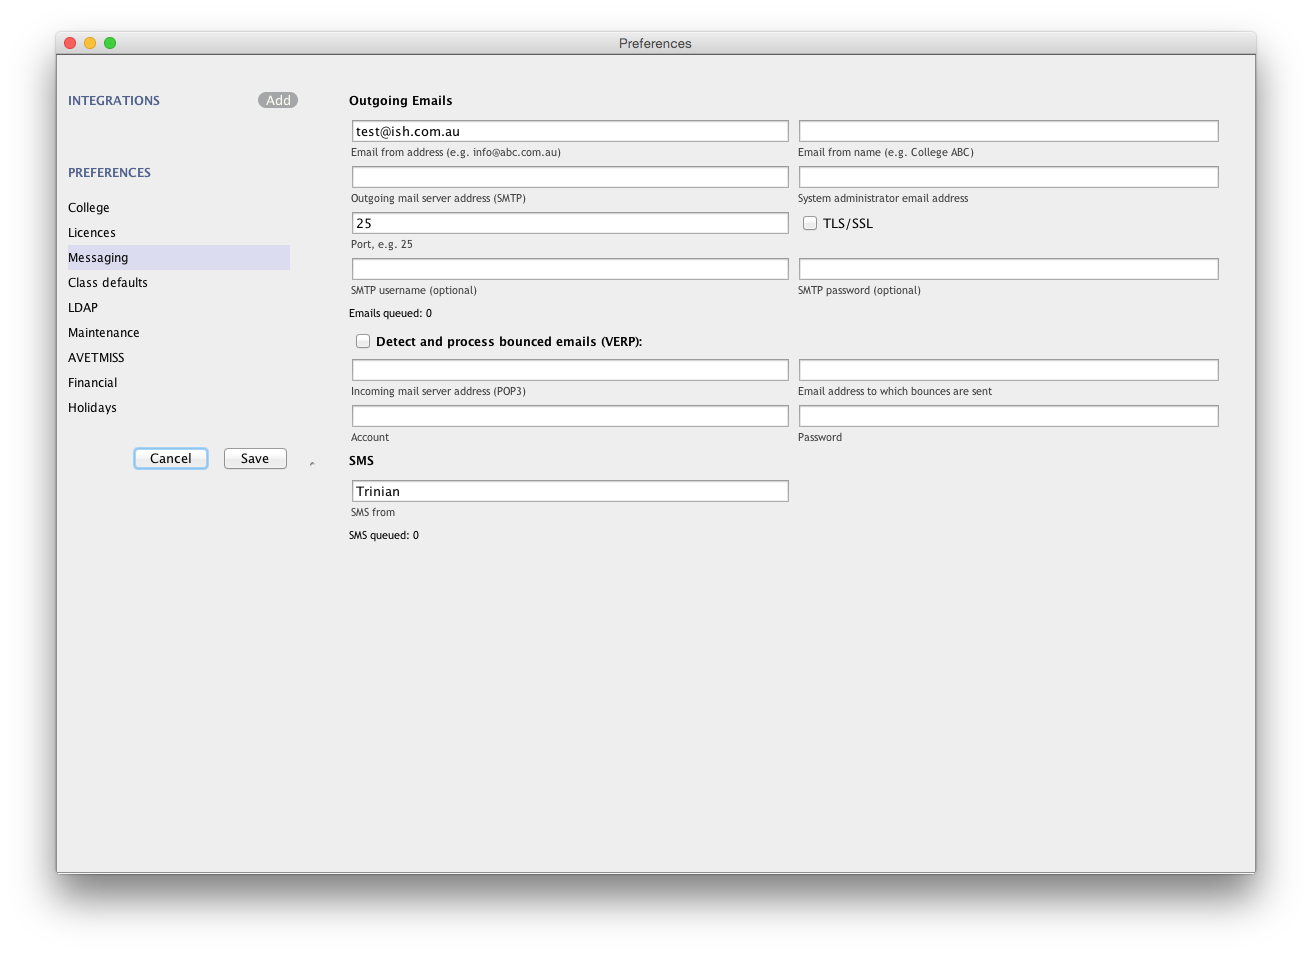 Preferences
INTEGRATIONS Add
PREFERENCES
College
Licences
Messaging
Class defaults
LDAP
Maintenance
AVETMISS
Financial
Holidays
Cancel Save
Outgoing Emails
test@ish.com.au
Email from address (e.g. info@abc.com.au) Email from name (e.g. College ABC)
Outgoing mail server address (SMTP) System administrator email address
25 TLS/SSL
Port, e.g. 25
SMTP username (optional) SMTP password (optional)
Emails queued: 0
Detect and process bounced emails (VERP):
Incoming mail server address (POP3) Email address to which bounces are sent
Account Password
SMS
Trinian
SMS from
SMS queued: 0